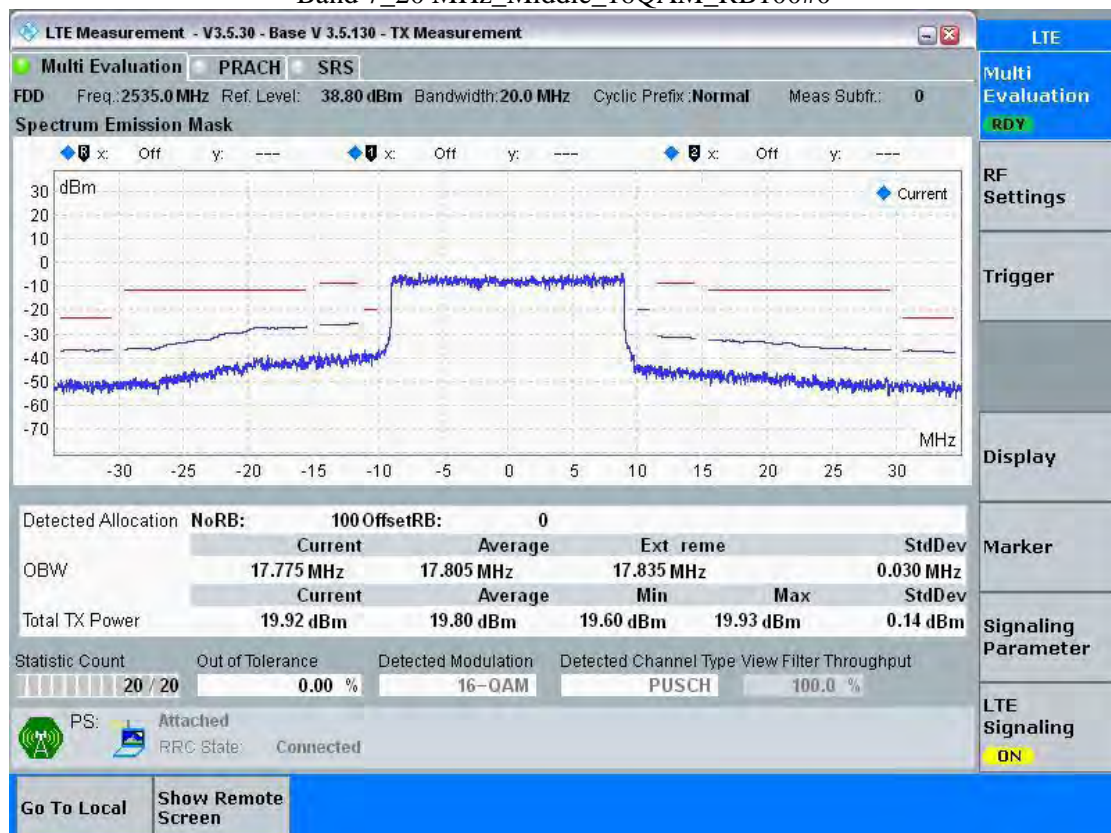 Band 7_20 MHz_Middle_16QAM_RB100#0
LTE Measurement - V3.5.30 - Base V 3.5.130 - TX Measurement
LTE
Multi Evaluation PRACH SRS
Multi Evaluation
RDY
FDD Freq.:2535.0 MHz Ref. Level: 38.80 dBm Bandwidth:20.0 MHz Cyclic Prefix :Normal Meas Subfr.: 0
Spectrum Emission Mask
R x: Off y: --- 1 x: Off y: --- 2 x: Off y: ---
dBm
Current
30
20
10
0
-10
-20
-30
-40
-50
-60
-70
MHz
-30 -25 -20 -15 -10 -5 0 5 10 15 20 25 30
RF Settings
Trigger
Display
Marker
Signaling Parameter
LTE Signaling
ON
Detected Allocation NoRB: 100 OffsetRB: 0
Current Average Ext reme StdDev
OBW 17.775 MHz 17.805 MHz 17.835 MHz 0.030 MHz
Current Average Min Max StdDev
Total TX Power 19.92 dBm 19.80 dBm 19.60 dBm 19.93 dBm 0.14 dBm
Statistic Count Out of Tolerance Detected Modulation Detected Channel Type View Filter Throughput
20 / 20 0.00 % 16-QAM PUSCH 100.0 %
PS: Attached
RRC State: Connected
Go To Local Show Remote Screen